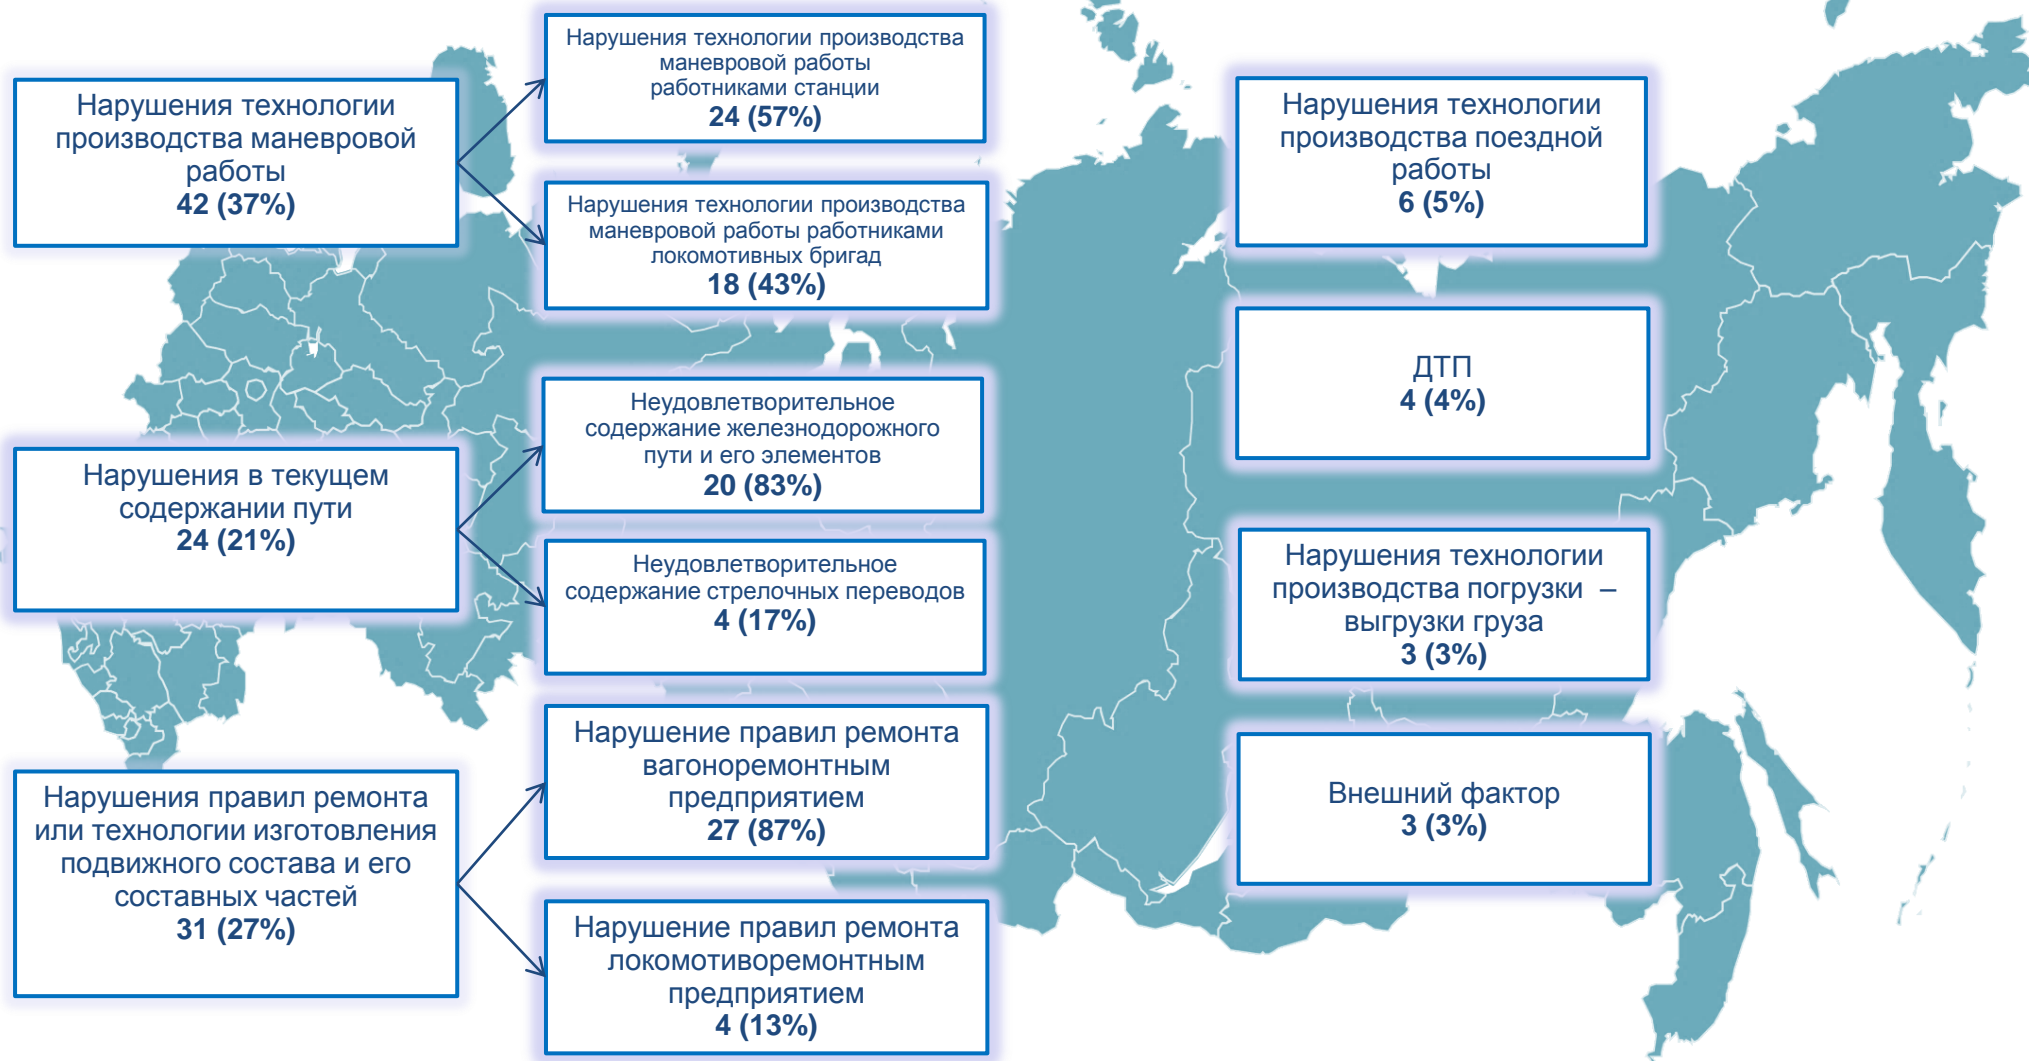 Нарушения технологии
производства маневровой
работы
42 (37%)
Нарушения технологии производства
маневровой работы
работниками станции
24 (57%)
Нарушения технологии производства
маневровой работы работниками
локомотивных бригад
18 (43%)
Нарушения в текущем
содержании пути
24 (21%)
Неудовлетворительное
содержание железнодорожного
пути и его элементов
20 (83%)
Неудовлетворительное
содержание стрелочных переводов
4 (17%)
Нарушения правил ремонта
или технологии изготовления
подвижного состава и его
составных частей
31 (27%)
Нарушение правил ремонта
вагоноремонтным
предприятием
27 (87%)
Нарушение правил ремонта
локомотиворемонтным
предприятием
4 (13%)
Нарушения технологии
производства поездной
работы
6 (5%)
ДТП
4 (4%)
Нарушения технологии
производства погрузки –
выгрузки груза
3 (3%)
Внешний фактор
3 (3%)